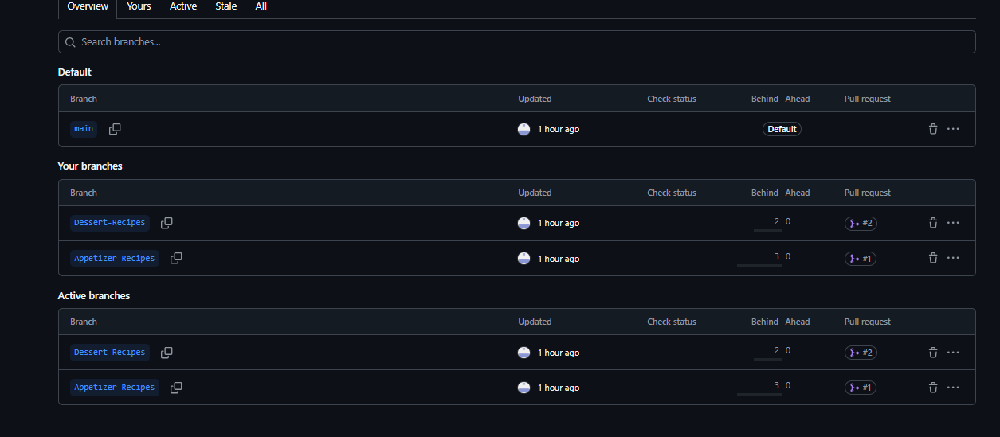 Overview Yours Active Stale All
Search branches...
Default
Branch Updated Check status Behind Ahead Pull request
main 1 hour ago Default
Your branches
Branch Updated Check status Behind Ahead Pull request
Dessert-Recipes 1 hour ago 2 0 #2
Appetizer-Recipes 1 hour ago 3 0 #1
Active branches
Branch Updated Check status Behind Ahead Pull request
Dessert-Recipes 1 hour ago 2 0 #2
Appetizer-Recipes 1 hour ago 3 0 #1